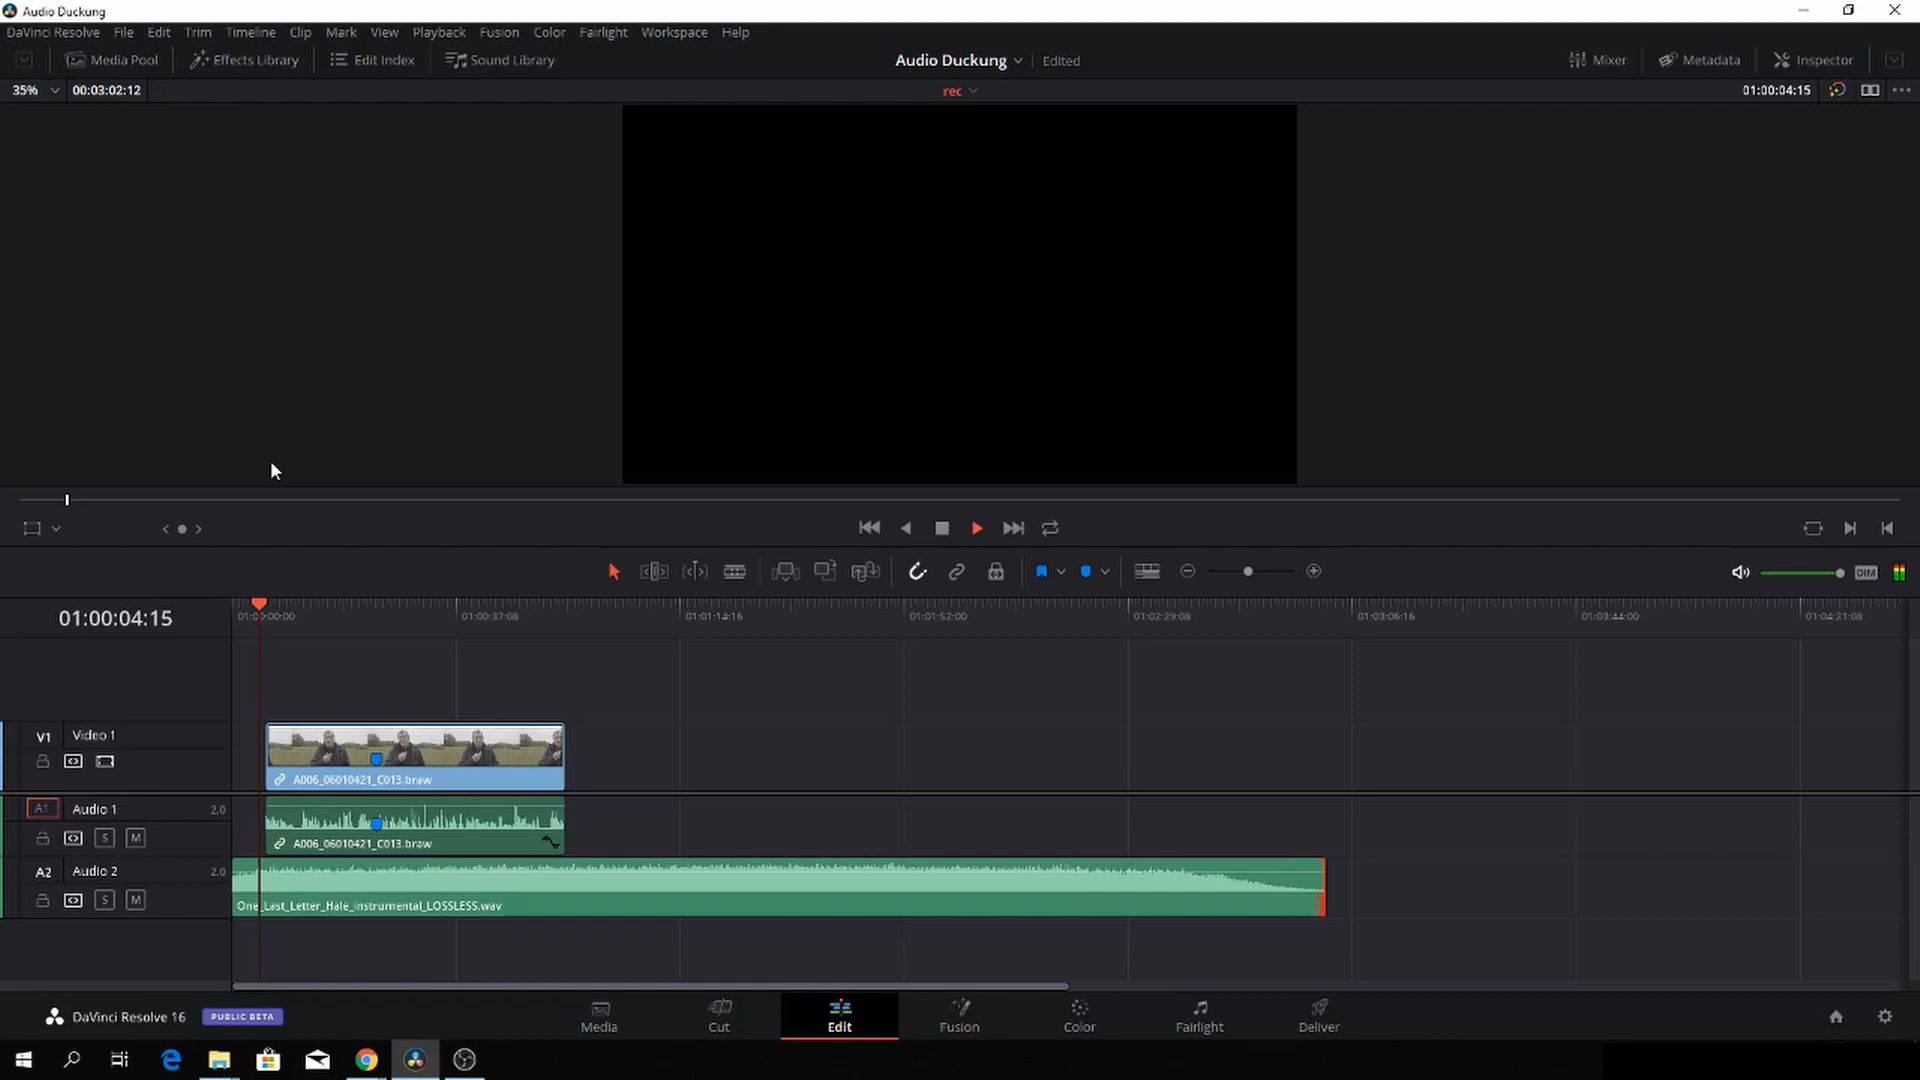 Audio Duckung
DaVinci Resolve File Edit Trim Timeline Clip Mark View Playback Fusion Color Fairlight Workspace Help
Media Pool Effects Library Edit Index Sound Library Audio Duckung Edited Mixer Metadata Inspector
35% 00:03:02:12 rec 01:00:04:15
DIM
01:00:04:15 01:00:00:00 01:00:37:08 01:01:14:16 01:01:52:00 01:02:29:08 01:03:06:16 01:03:44:00 01:04:21:08
V1 Video 1
A006_06010421_C013.braw
A1 Audio 1 2.0
S M A006_06010421_C013.braw
A2 Audio 2 2.0
S M One_Last_Letter_Hale_instrumental_LOSSLESS.wav
DaVinci Resolve 16 PUBLIC BETA Media Cut Edit Fusion Color Fairlight Deliver